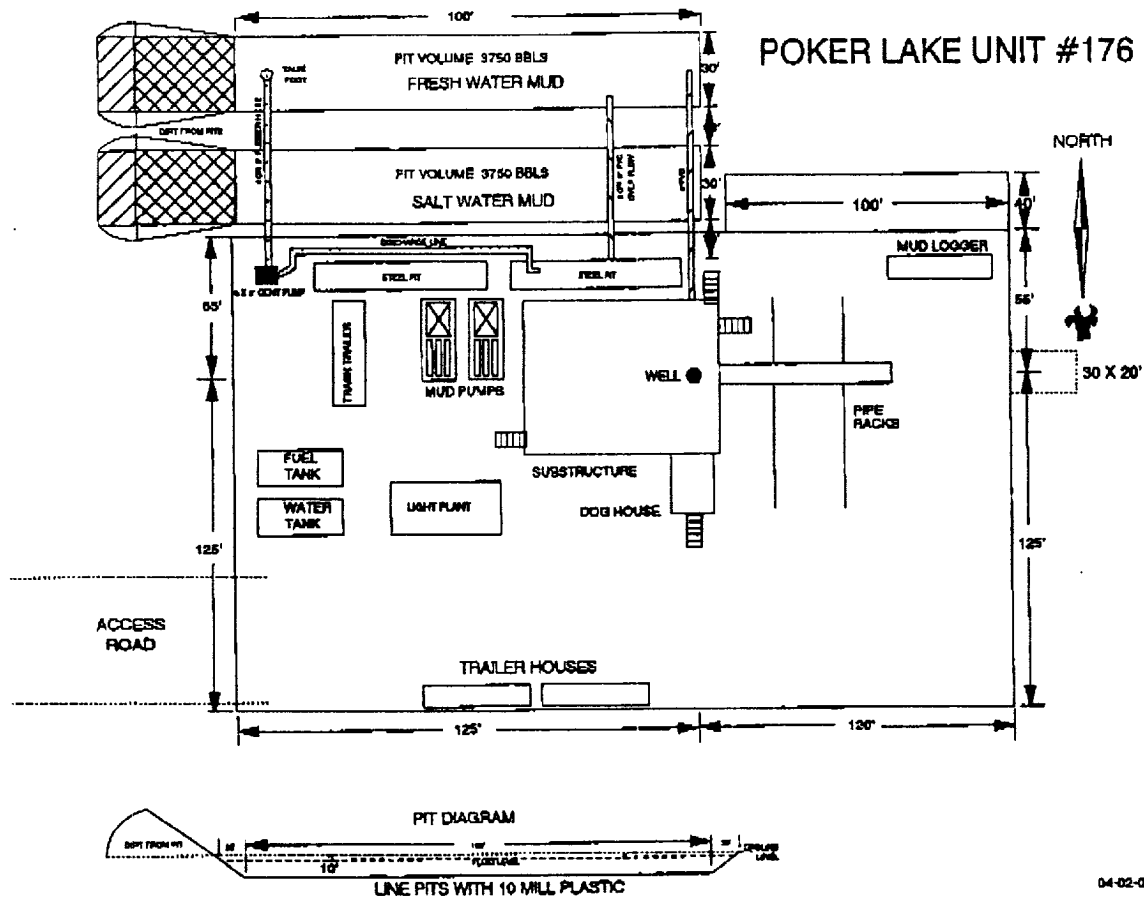 100'
POKER LAKE UNIT #176
PIT VOLUME 3750 BBLS
FRESH WATER MUD
30'
DIRT FROM PITS
NORTH
PIT VOLUME 3750 BBLS
SALT WATER MUD
30'
100'
40'
DISCHARGE LINE
MUD LOGGER
STEEL PIT
STEEL PIT
TRASH TRAILER
MUD PUMPS
WELL
30 X 20'
PIPE
RACKS
FUEL
TANK
SUBSTRUCTURE
WATER
TANK
LIGHT PLANT
DOG HOUSE
125'
125'
ACCESS
ROAD
TRAILER HOUSES
125'
120'
PIT DIAGRAM
DIRT FROM PIT
10'
LINE PITS WITH 10 MILL PLASTIC